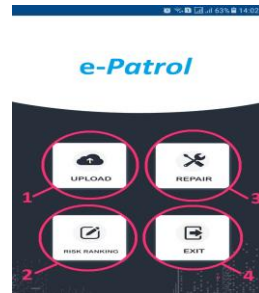 63% 14:02
e-Patrol
UPLOAD
REPAIR
1
3
RISK RANKING
EXIT
2
4